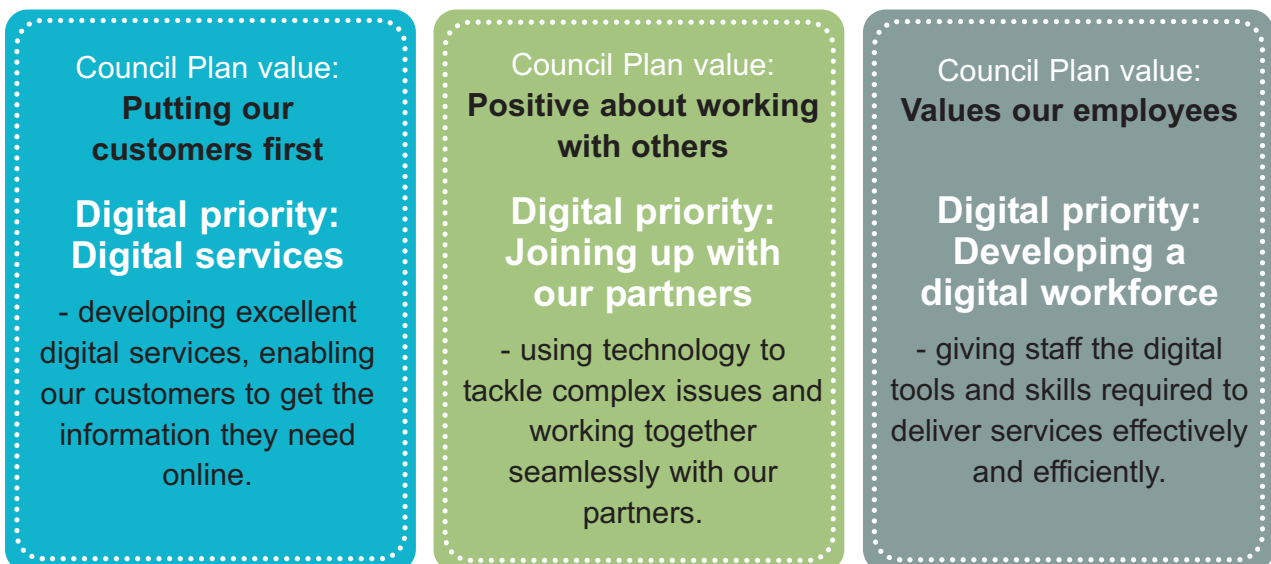 Council Plan value:
Putting our
customers first
Digital priority:
Digital services
- developing excellent
digital services, enabling
our customers to get the
information they need
online.
Council Plan value:
Positive about working
with others
Digital priority:
Joining up with
our partners
- using technology to
tackle complex issues and
working together
seamlessly with our
partners.
Council Plan value:
Values our employees
Digital priority:
Developing a
digital workforce
- giving staff the digital
tools and skills required to
deliver services effectively
and efficiently.